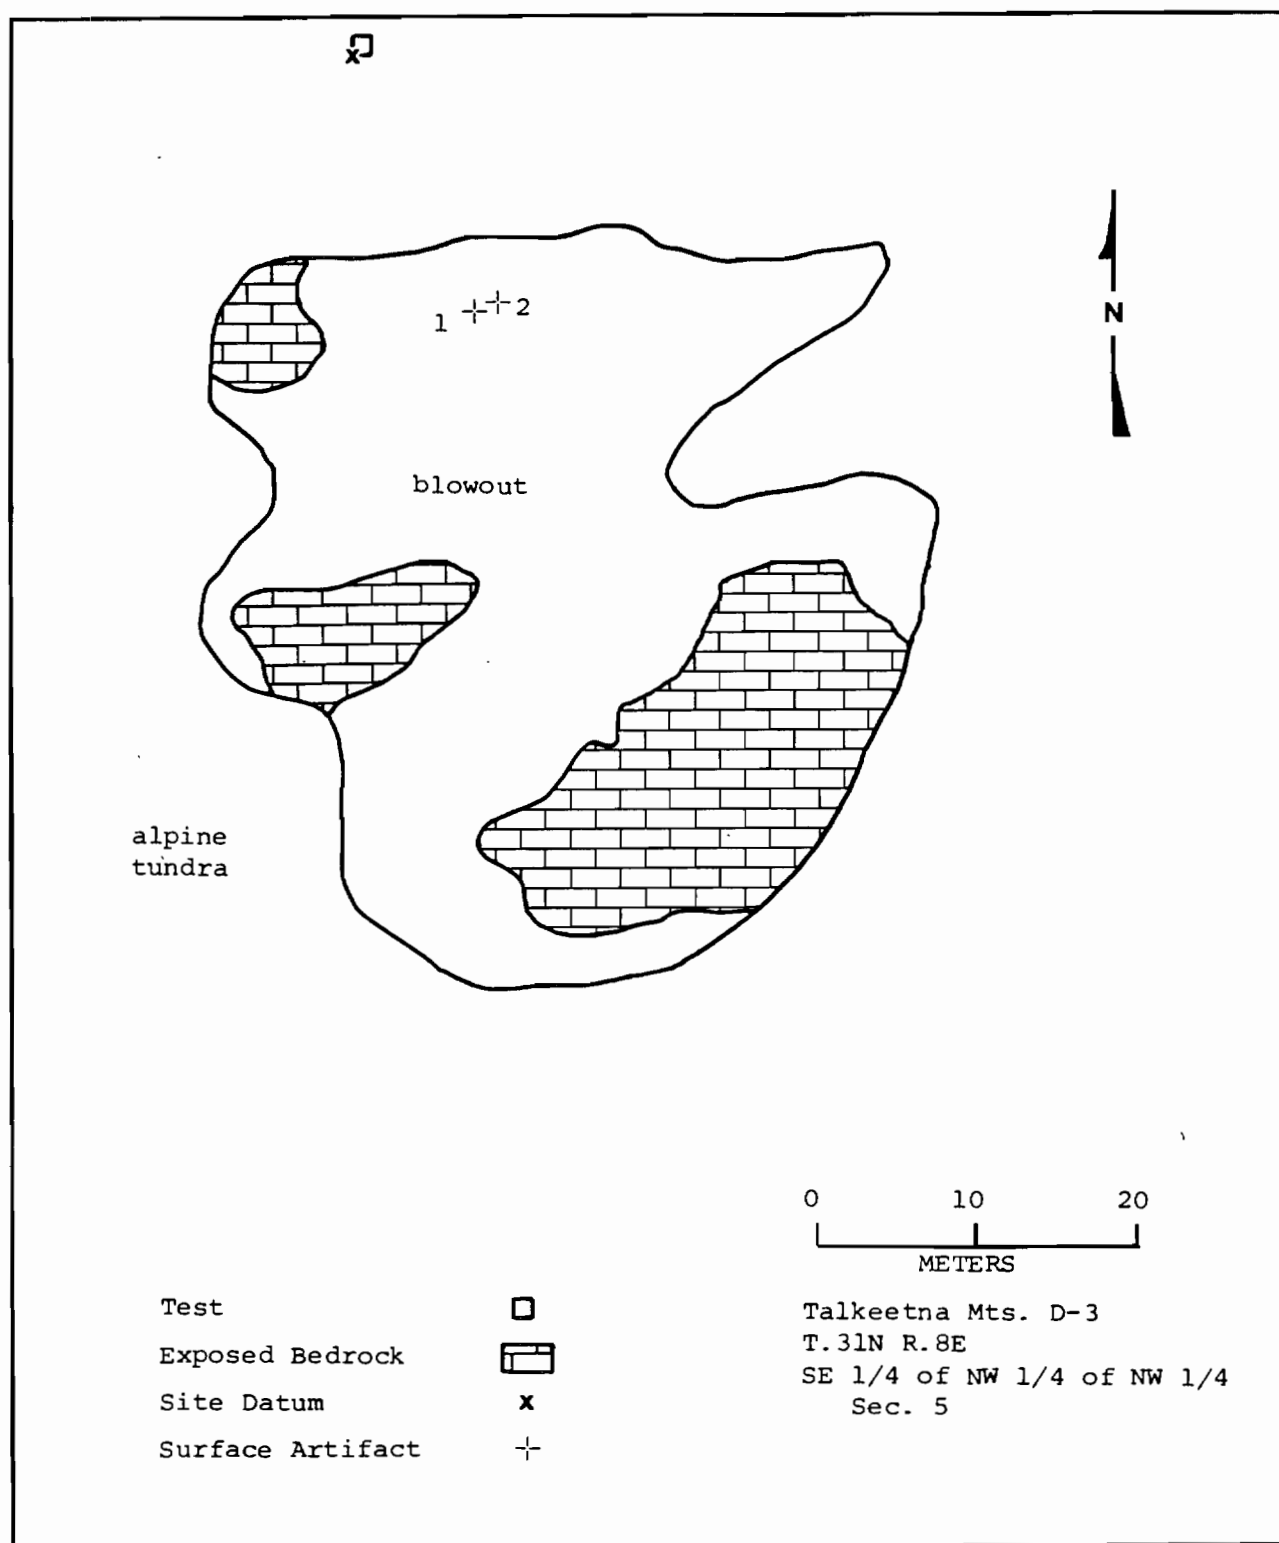 x
N
1 2
blowout
alpine
tundra
0 10 20
METERS
Test
Exposed Bedrock
Site Datum x
Surface Artifact
Talkeetna Mts. D-3
T.31N R.8E
SE 1/4 of NW 1/4 of NW 1/4
Sec. 5